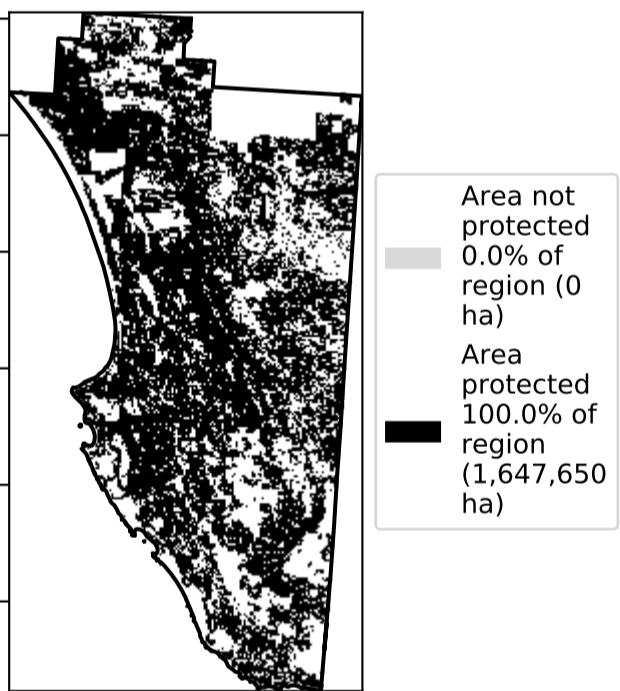 Area not
protected
0.0% of
region (0
ha)
Area
protected
100.0% of
region
(1,647,650
ha)